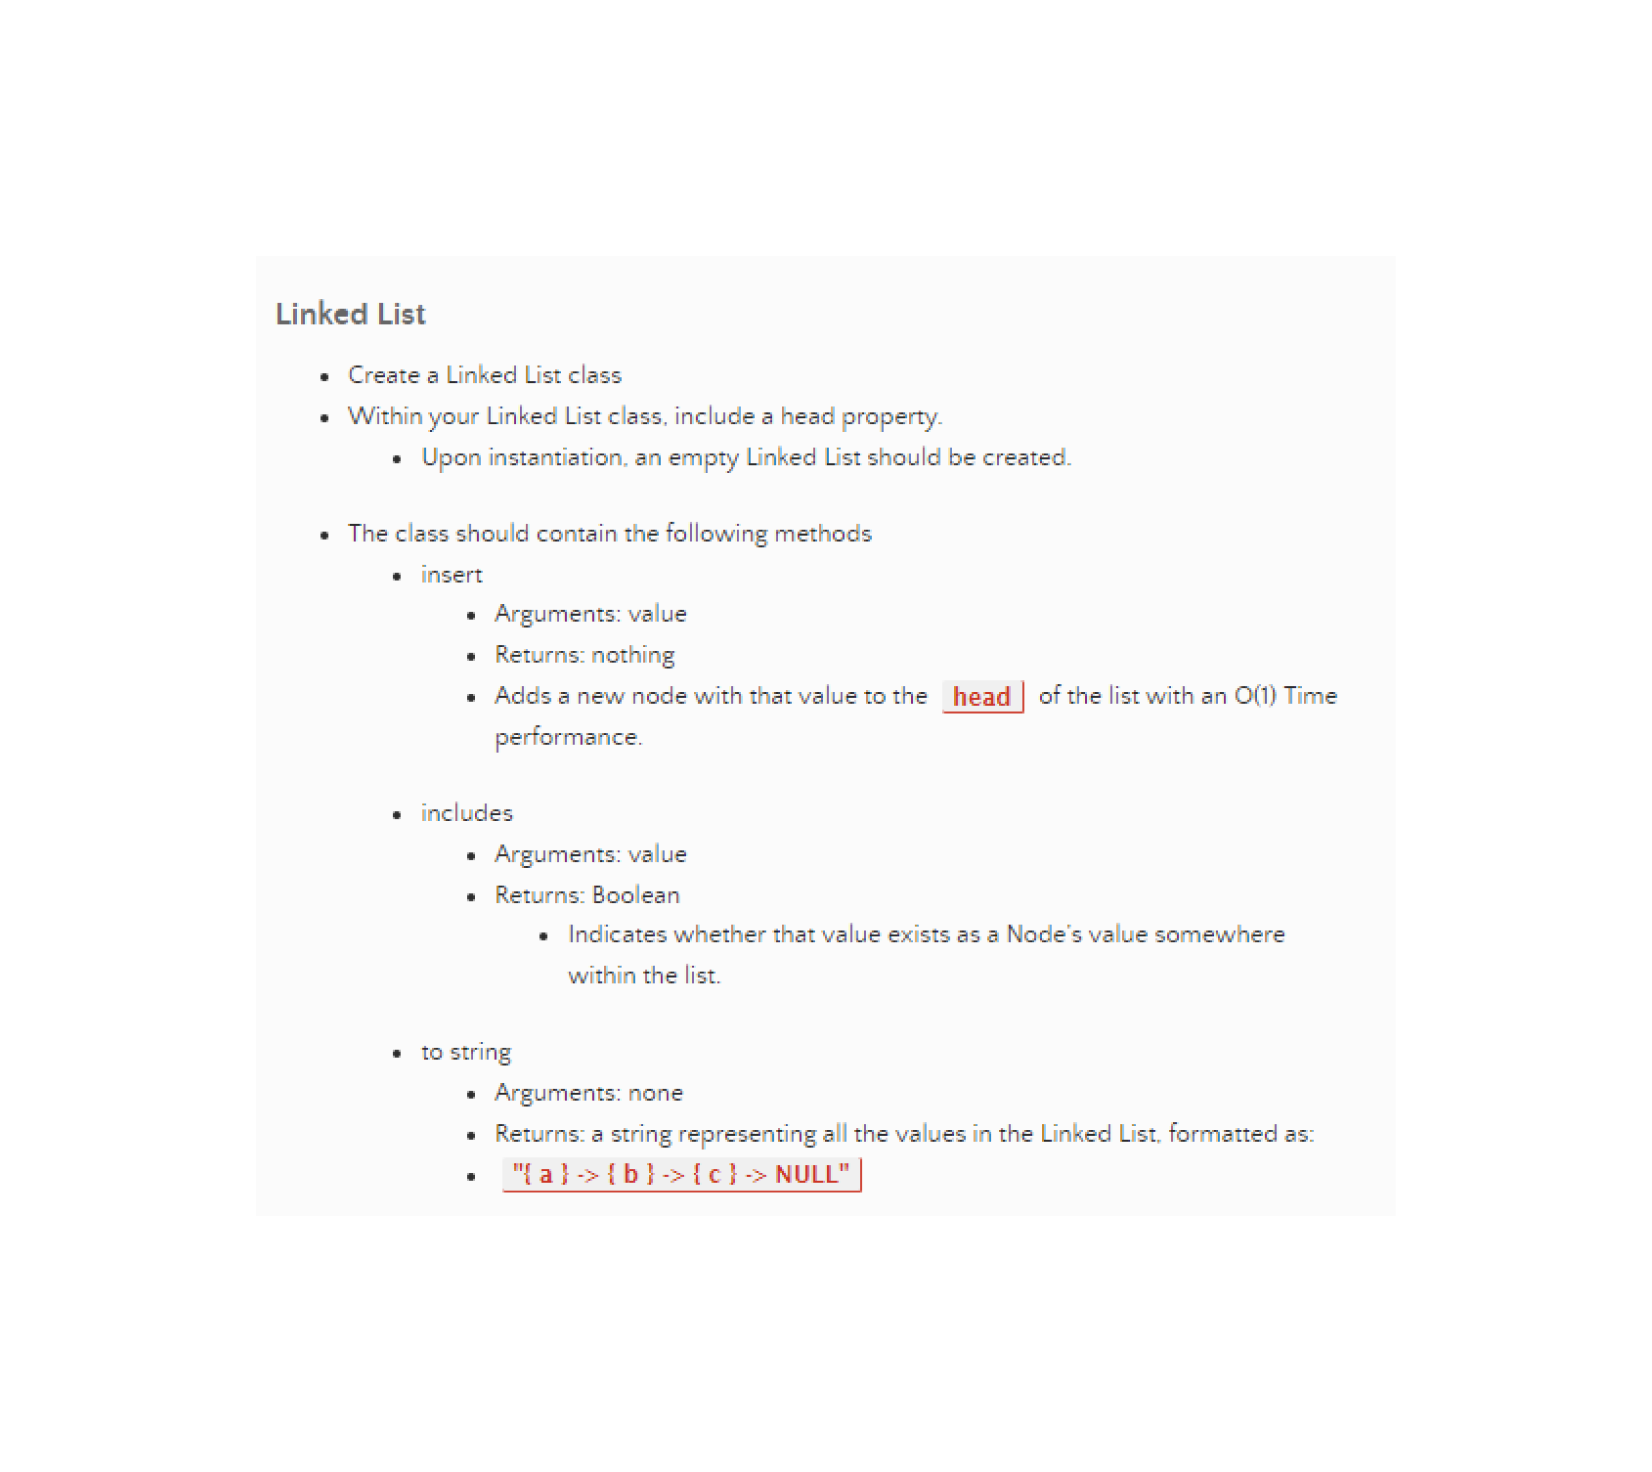 Linked List
Create a Linked List class
Within your Linked List class, include a head property.
Upon instantiation, an empty Linked List should be created.
The class should contain the following methods
insert
Arguments: value
Returns: nothing
Adds a new node with that value to the head of the list with an O(1) Time
performance.
includes
Arguments: value
Returns: Boolean
Indicates whether that value exists as a Node's value somewhere
within the list.
to string
Arguments: none
Returns: a string representing all the values in the Linked List, formatted as:
"{ a } -> { b } -> { c } -> NULL"